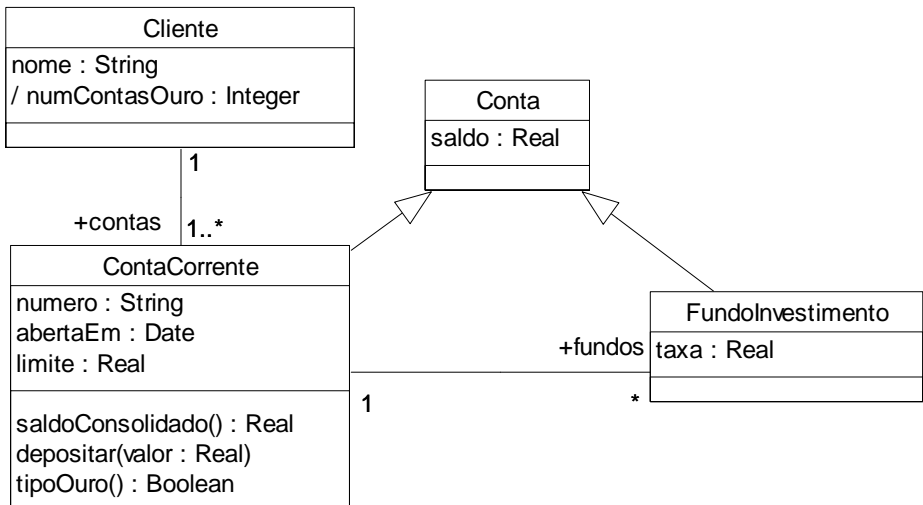 Cliente
nome : String
/ numContasOuro : Integer
1
+contas
1..*
Conta
saldo : Real
ContaCorrente
numero : String
abertaEm : Date
limite : Real
saldoConsolidado() : Real
depositar(valor : Real)
tipoOuro() : Boolean
1
+fundos
*
FundoInvestimento
taxa : Real